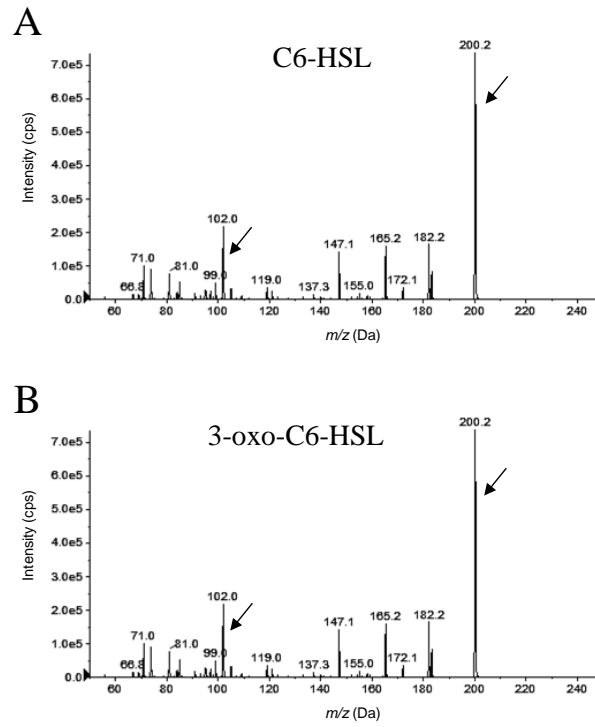 A
C6-HSL
200.2
7.0e5
6.0e5
5.0e5
4.0e5
3.0e5
2.0e5
1.0e5
0.0
Intensity (cps)
102.0
147.1
165.2
182.2
71.0
81.0
99.0
66.8
119.0
137.3
155.0
172.1
60 80 100 120 140 160 180 200 220 240
m/z (Da)
B
3-oxo-C6-HSL
200.2
7.0e5
6.0e5
5.0e5
4.0e5
3.0e5
2.0e5
1.0e5
0.0
Intensity (cps)
102.0
147.1
165.2
182.2
71.0
81.0
99.0
66.8
119.0
137.3
155.0
172.1
60 80 100 120 140 160 180 200 220 240
m/z (Da)